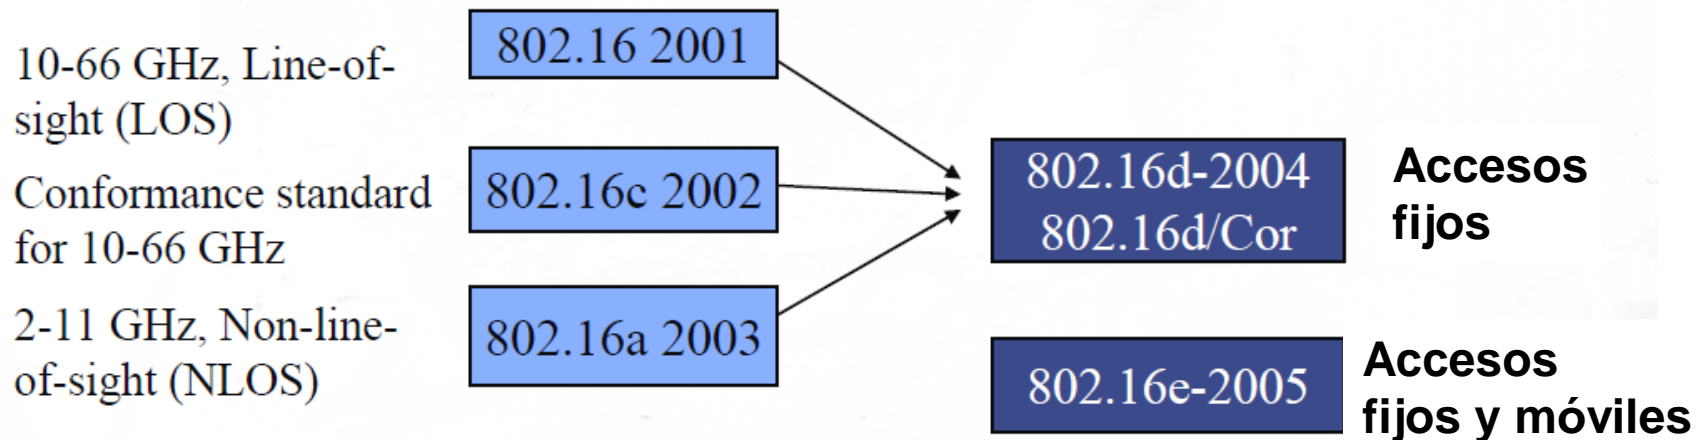 10-66 GHz, Line-of-
sight (LOS)
802.16 2001
Conformance standard
for 10-66 GHz
802.16c 2002
2-11 GHz, Non-line-
of-sight (NLOS)
802.16a 2003
802.16d-2004
802.16d/Cor
Accesos
fijos
802.16e-2005
Accesos
fijos y móviles